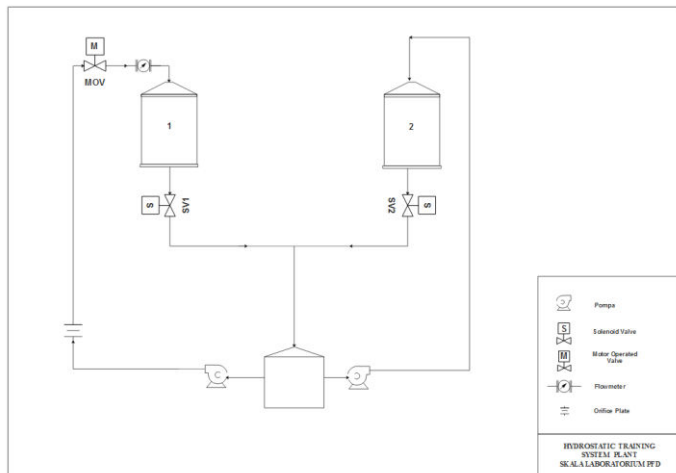 M
MOV
1
2
S
SV1
SV2
S
Pompa
S
Solenoid Valve
M
Motor Operated
Valve
Flowmeter
Orifice Plate
HYDROSTATIC TRAINING
SYSTEM PLANT
SKALA LABORATORIUM PFD